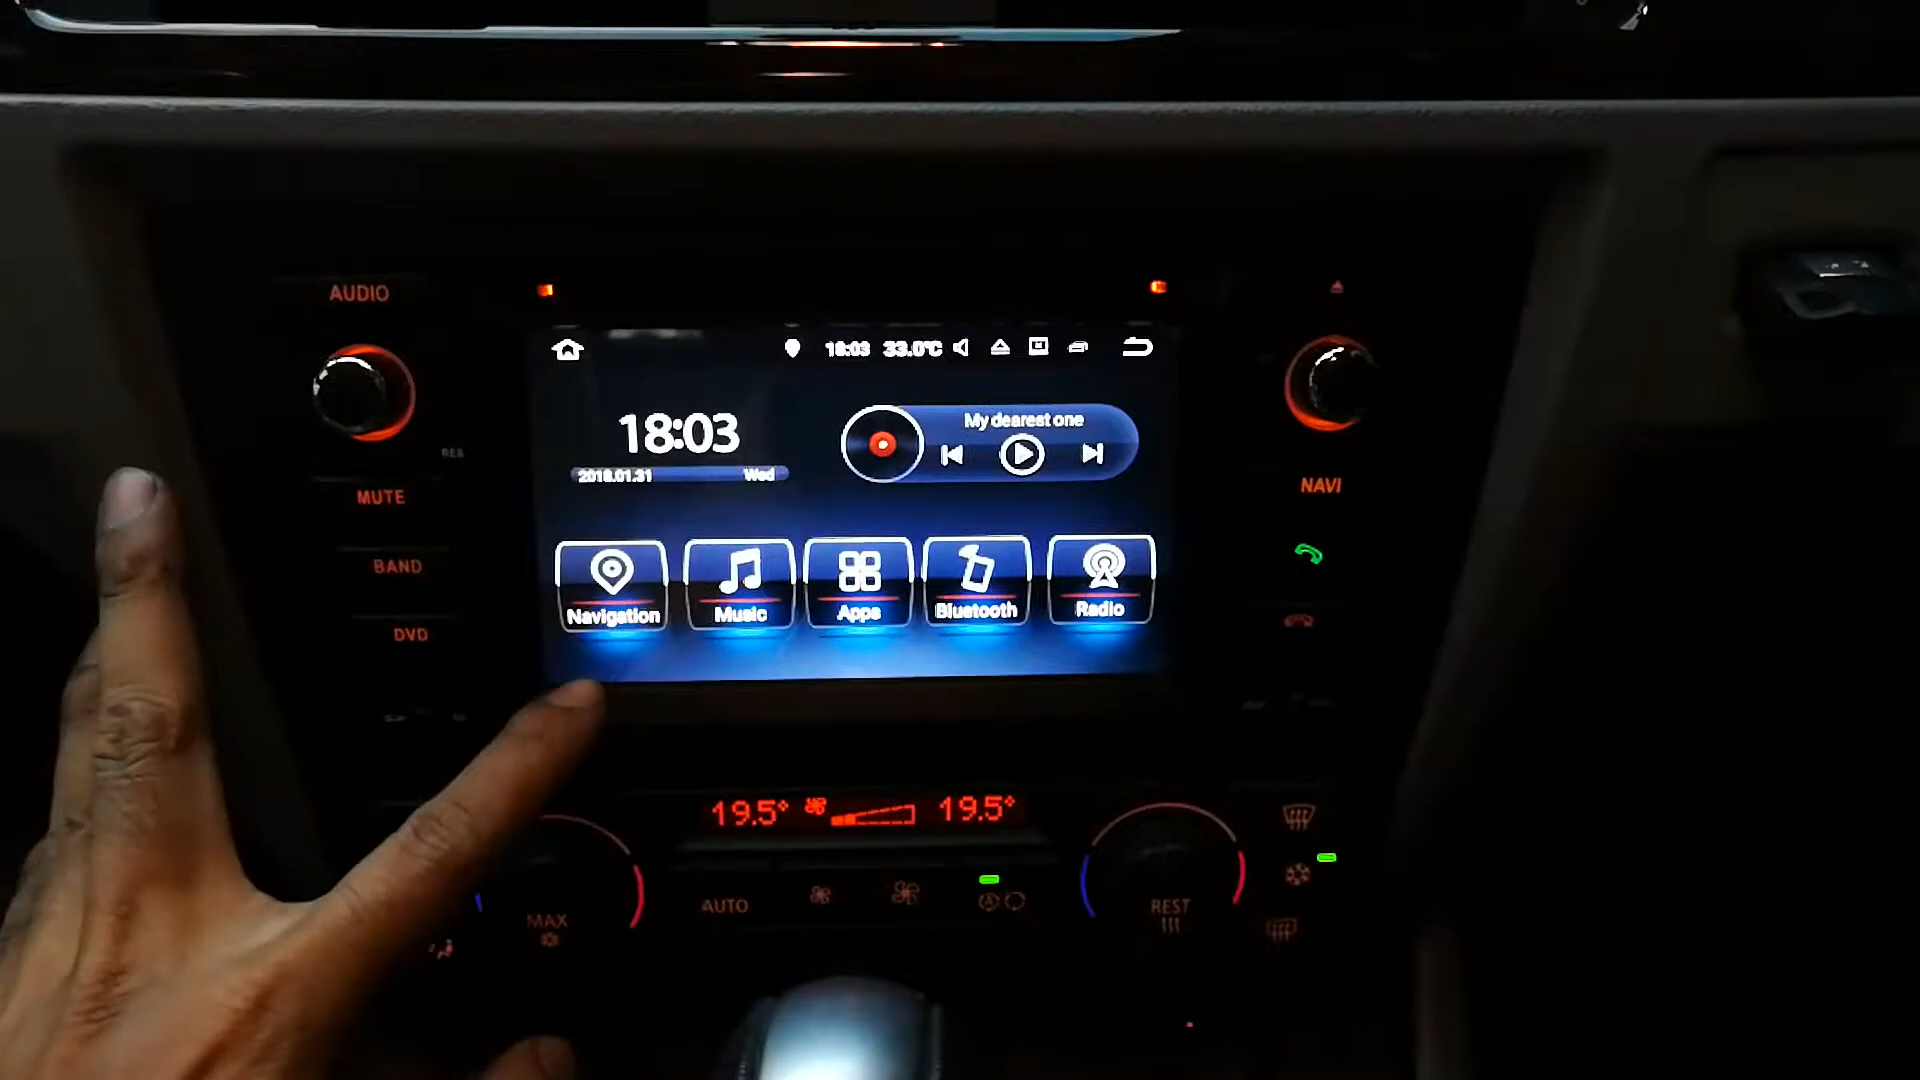 AUDIO
18:03 33.0°C
18:03
My dearest one
2018.01.31 Wed
RES
MUTE
NAVI
BAND
DVD
Navigation
Music
Apps
Bluetooth
Radio
19.5° 19.5°
AUTO
MAX
REST